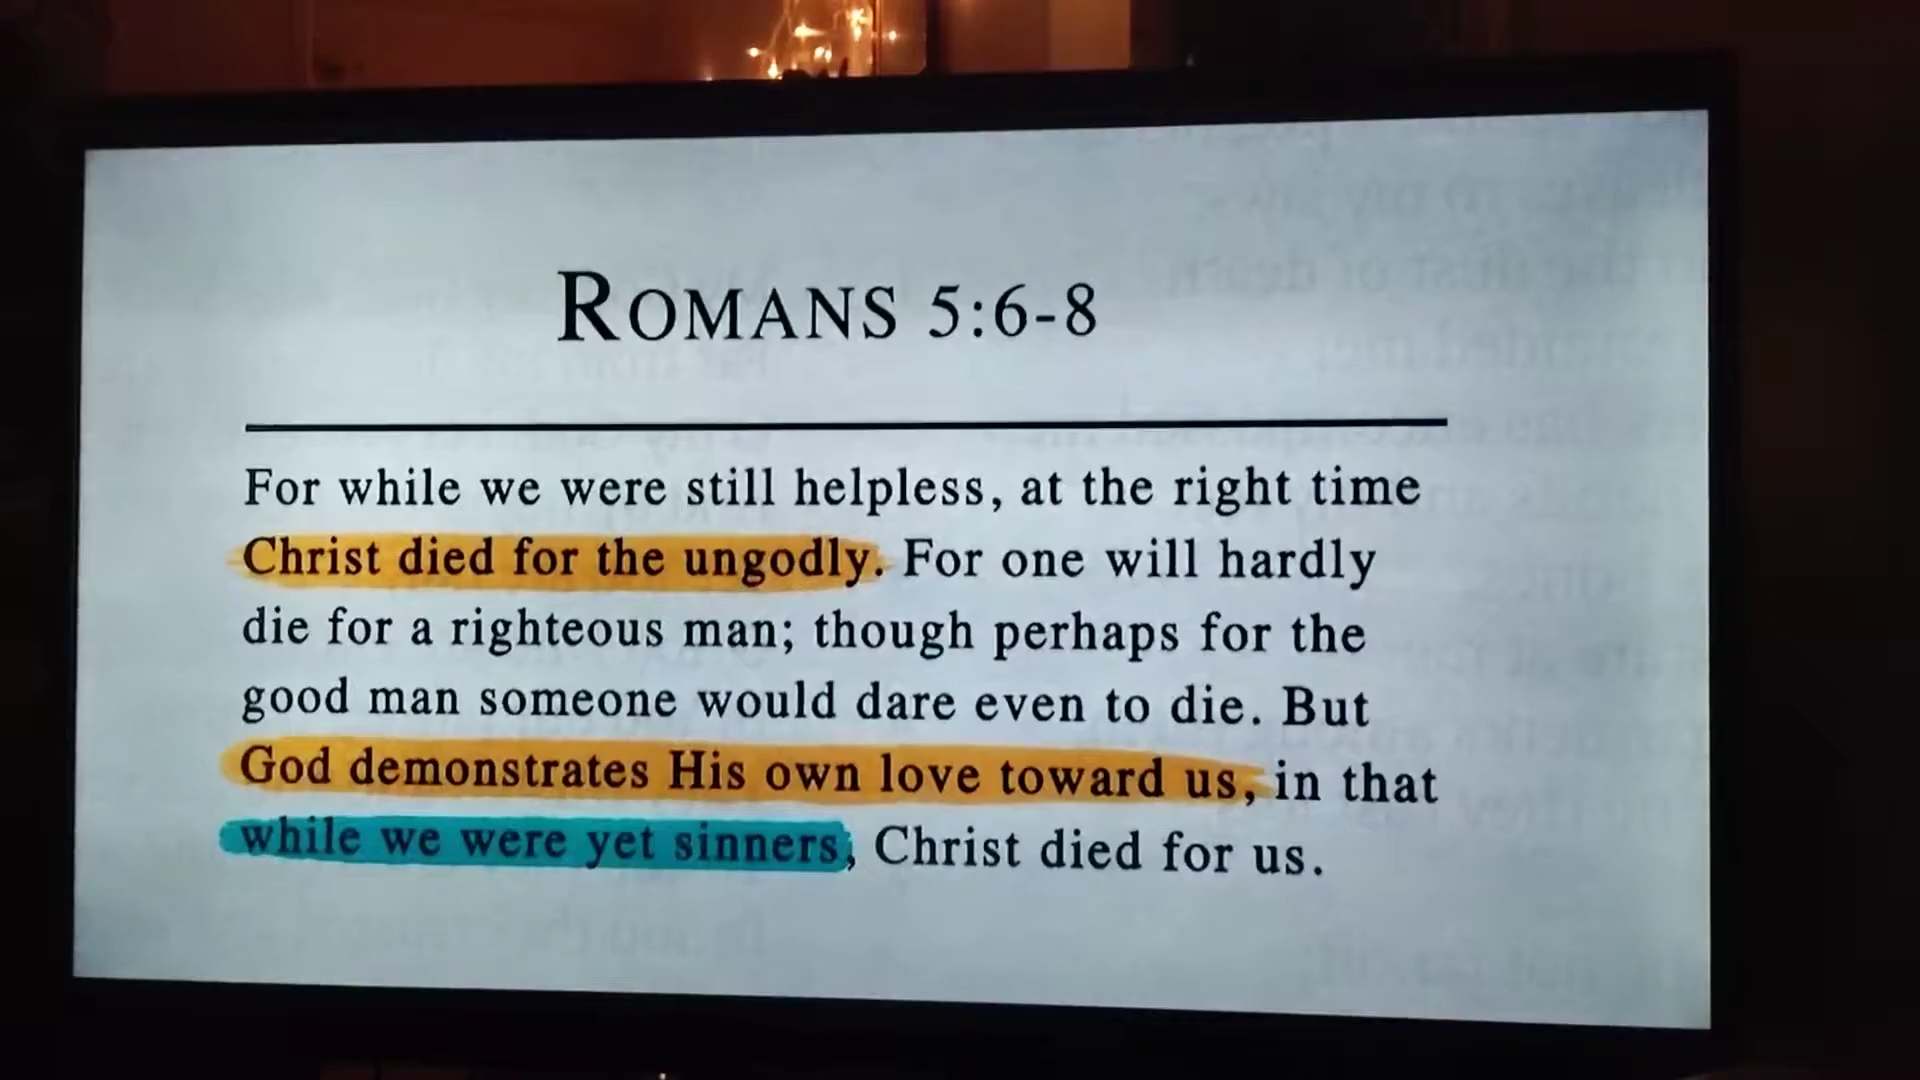 ROMANS 5:6-8
For while we were still helpless, at the right time
Christ died for the ungodly. For one will hardly
die for a righteous man; though perhaps for the
good man someone would dare even to die. But
God demonstrates His own love toward us, in that
while we were yet sinners, Christ died for us.